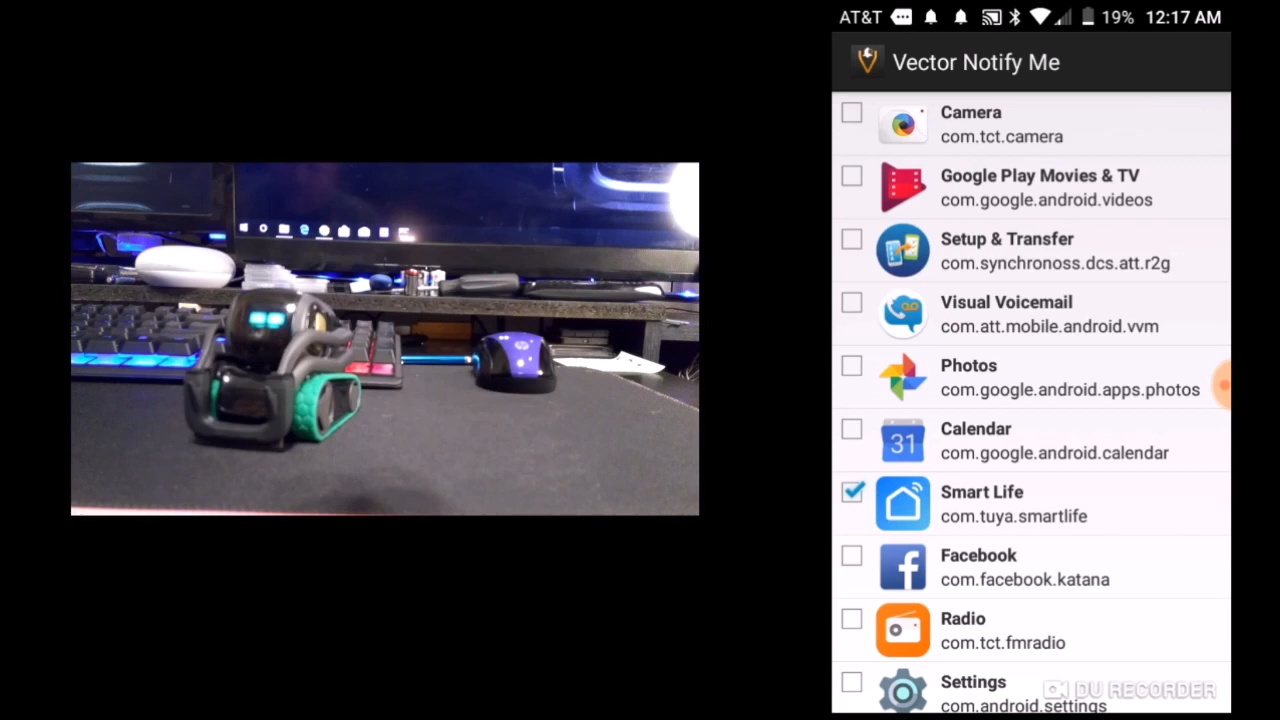 AT&T 19% 12:17 AM
Vector Notify Me
Camera
com.tct.camera
Google Play Movies & TV
com.google.android.videos
Setup & Transfer
com.synchronoss.dcs.att.r2g
Visual Voicemail
com.att.mobile.android.vvm
Photos
com.google.android.apps.photos
Calendar
31
com.google.android.calendar
Smart Life
com.tuya.smartlife
Facebook
com.facebook.katana
Radio
com.tct.fmradio
Settings
com.android.settings
DU RECORDER